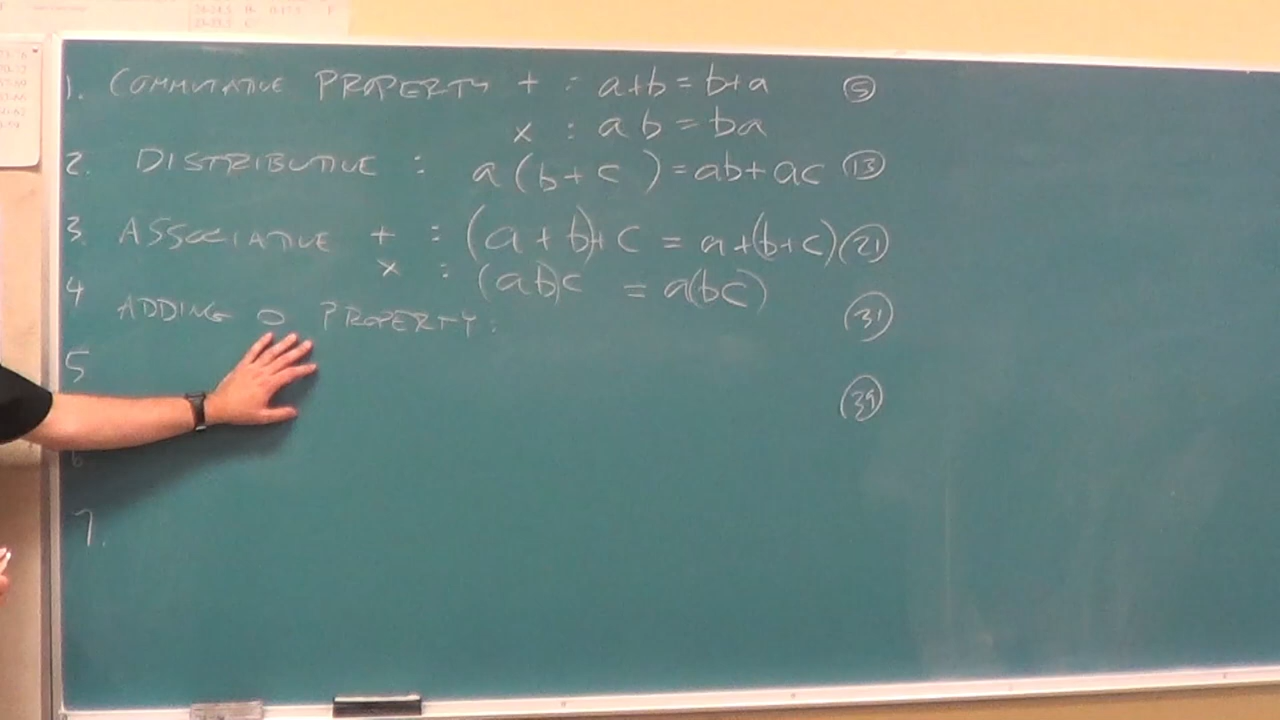 1. COMMUTATIVE PROPERTY + : a+b = b+a 5
x : ab = ba
2. DISTRIBUTIVE : a(b+c) = ab+ac 13
3. ASSOCIATIVE + : (a+b)+c = a+(b+c) 21
x : (ab)c = a(bc)
4 ADDING 0 PROPERTY: 31
5
39
6
7.